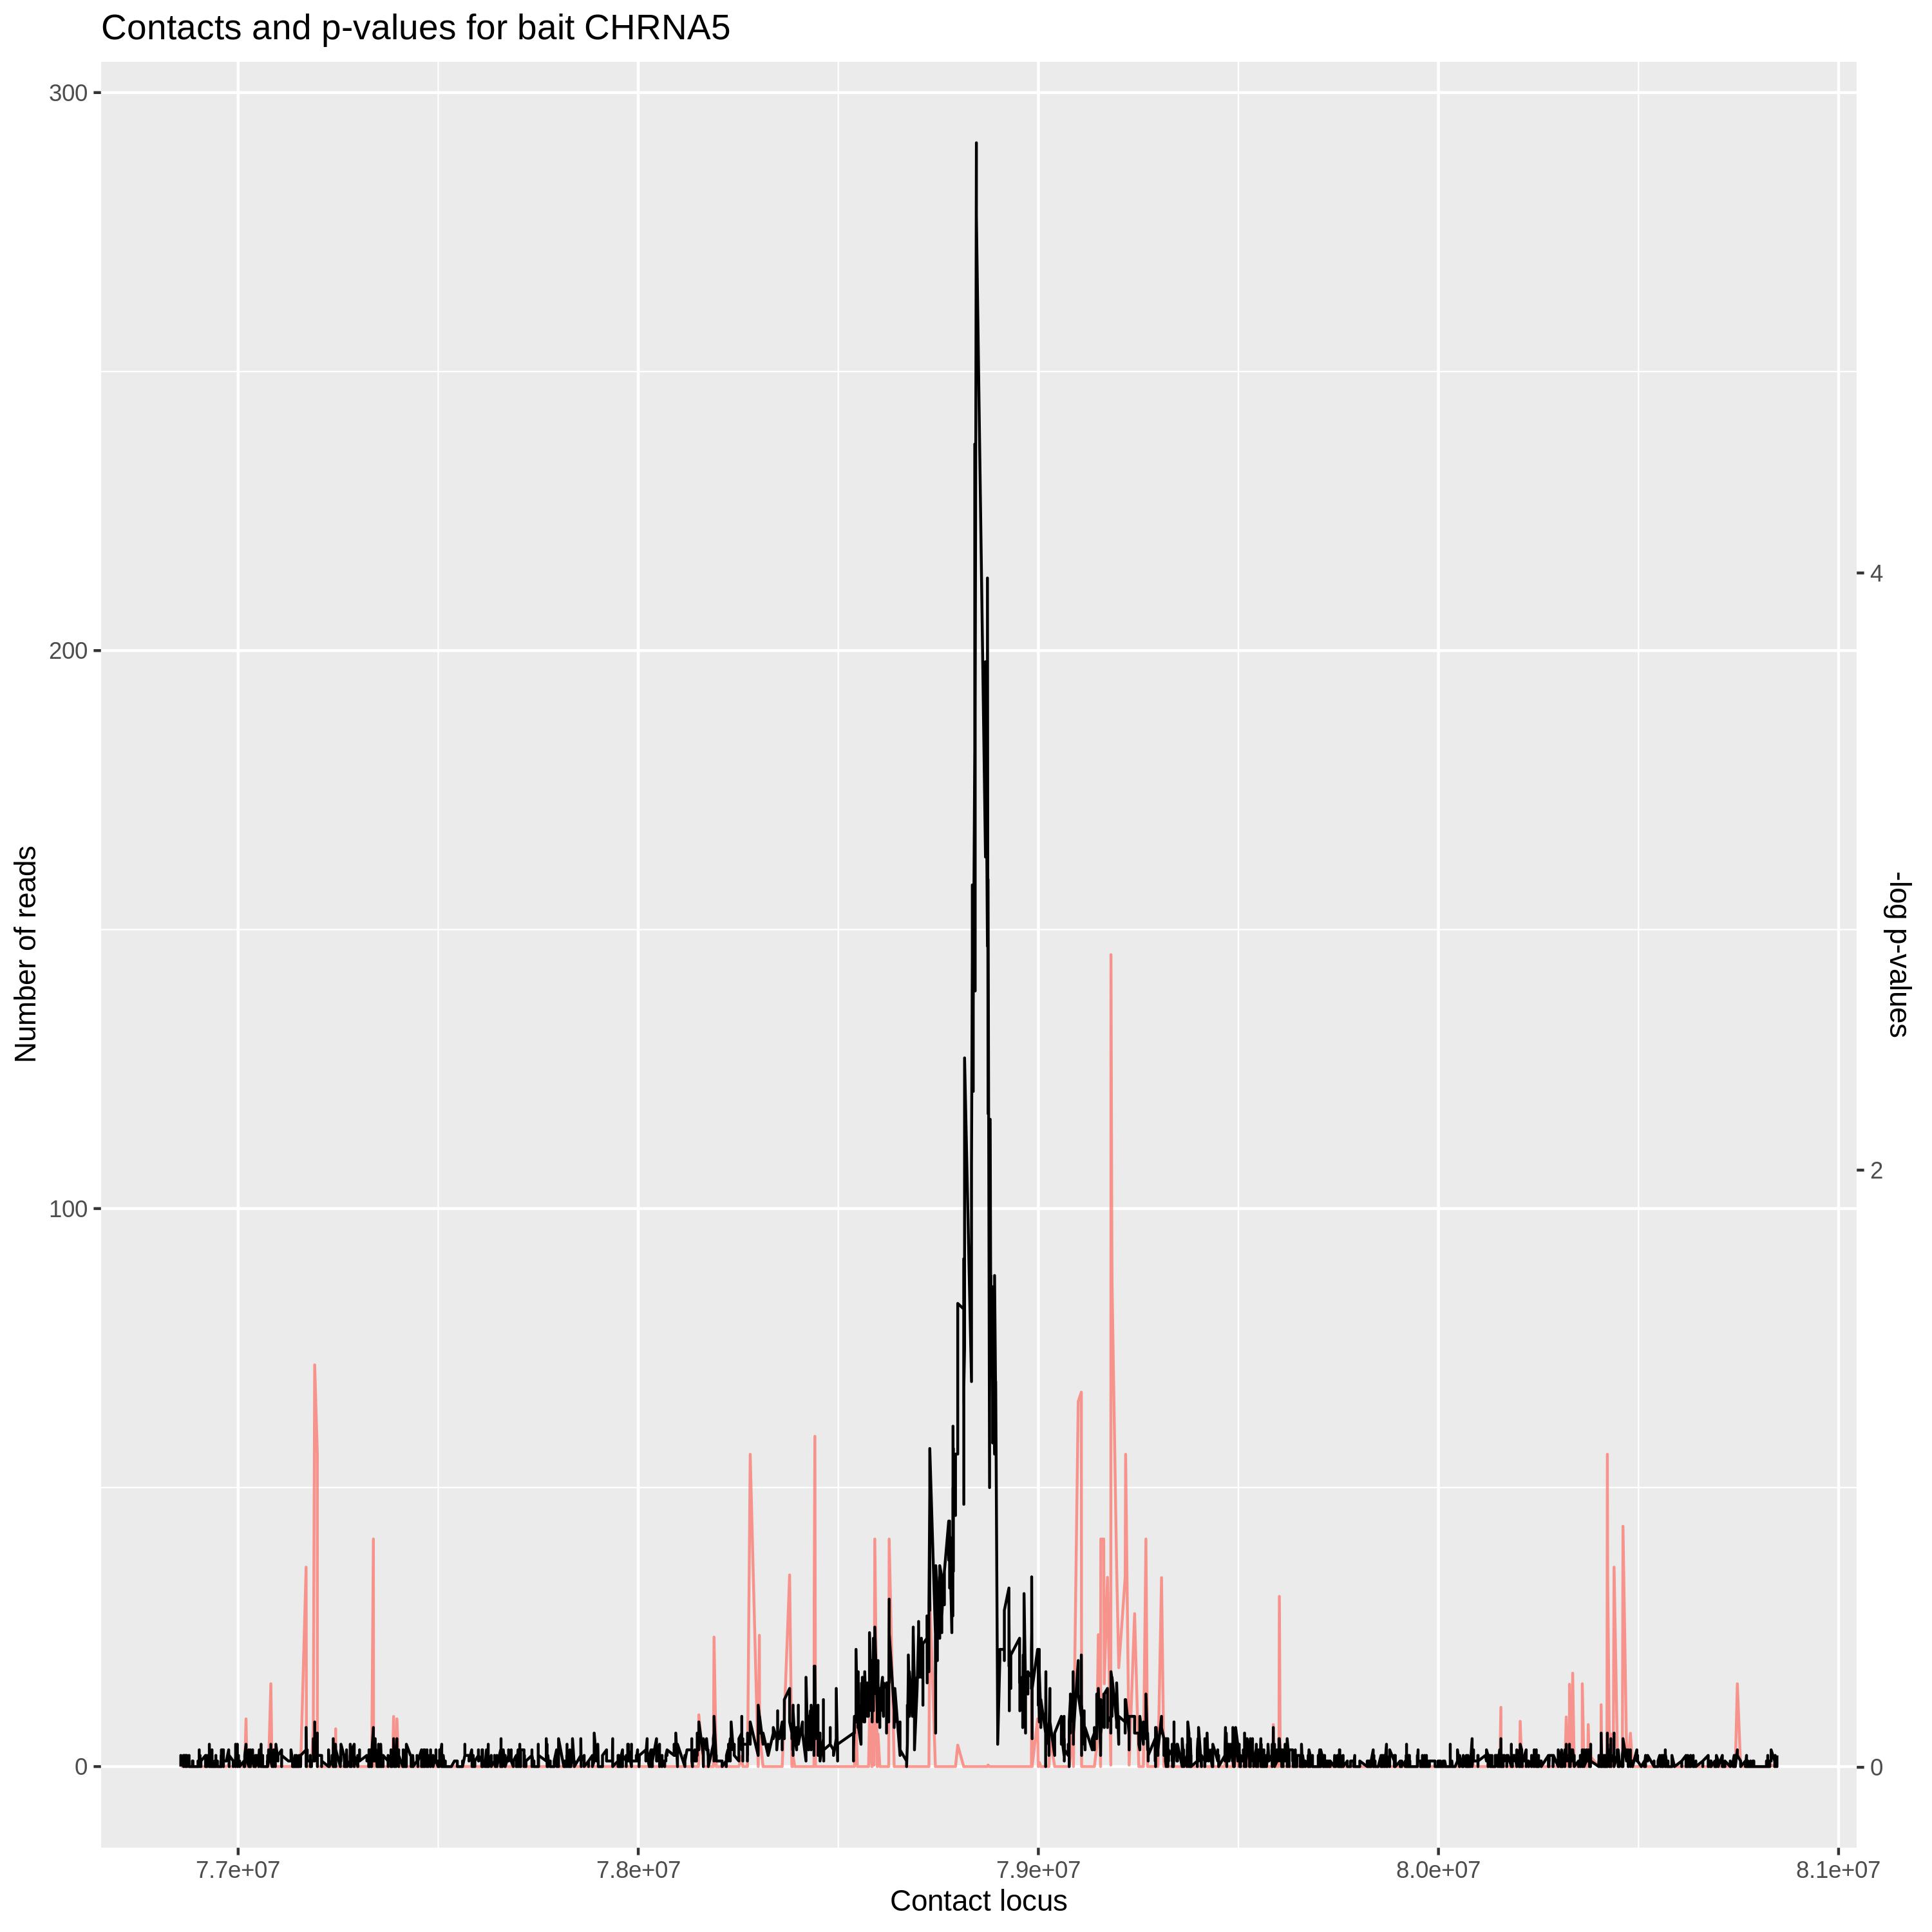 Contacts and p-values for bait CHRNA5
300
200
100
0
Number of reads
4
2
0
-log p-values
7.7e+07 7.8e+07 7.9e+07 8.0e+07 8.1e+07
Contact locus